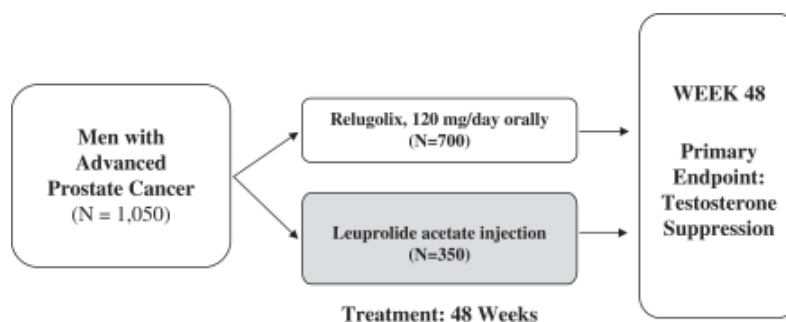 Men with
Advanced
Prostate Cancer
(N = 1,050)
Relugolix, 120 mg/day orally
(N=700)
Leuprolide acetate injection
(N=350)
Treatment: 48 Weeks
WEEK 48
Primary
Endpoint:
Testosterone
Suppression